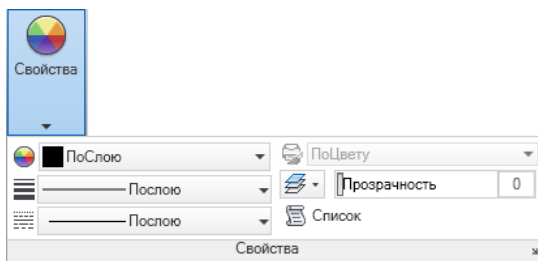 Свойства
ПоСлою
ПоЦвету
Послою
Прозрачность 0
Послою
Список
Свойства